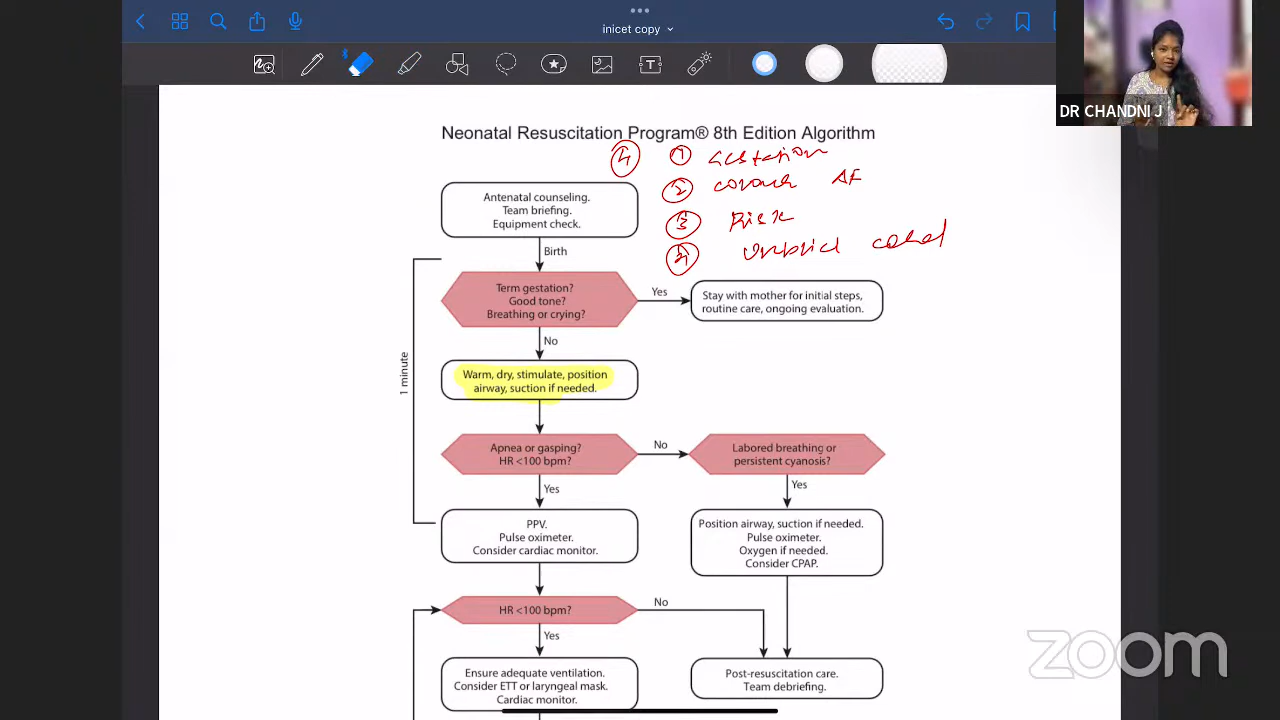 inicet copy
DR CHANDNI J
Neonatal Resuscitation Program® 8th Edition Algorithm
4
1 Gestation
2 AF
3 Risk
4
Antenatal counseling.
Team briefing.
Equipment check.
Birth
Term gestation?
Good tone?
Breathing or crying?
Yes
Stay with mother for initial steps,
routine care, ongoing evaluation.
No
1 minute
Warm, dry, stimulate, position
airway, suction if needed.
Apnea or gasping?
HR <100 bpm?
No
Labored breathing or
persistent cyanosis?
Yes
Yes
PPV.
Pulse oximeter.
Consider cardiac monitor.
Position airway, suction if needed.
Pulse oximeter.
Oxygen if needed.
Consider CPAP.
HR <100 bpm?
No
Yes
Ensure adequate ventilation.
Consider ETT or laryngeal mask.
Cardiac monitor.
Post-resuscitation care.
Team debriefing.
zoom